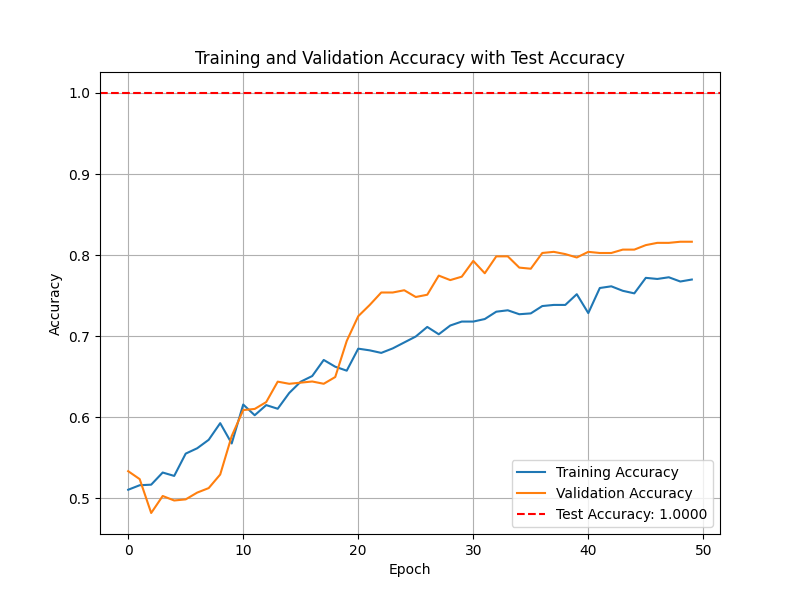 Training and Validation Accuracy with Test Accuracy
1.0
0.9
0.8
0.7
0.6
0.5
Accuracy
0 10 20 30 40 50
Epoch
Training Accuracy
Validation Accuracy
Test Accuracy: 1.0000